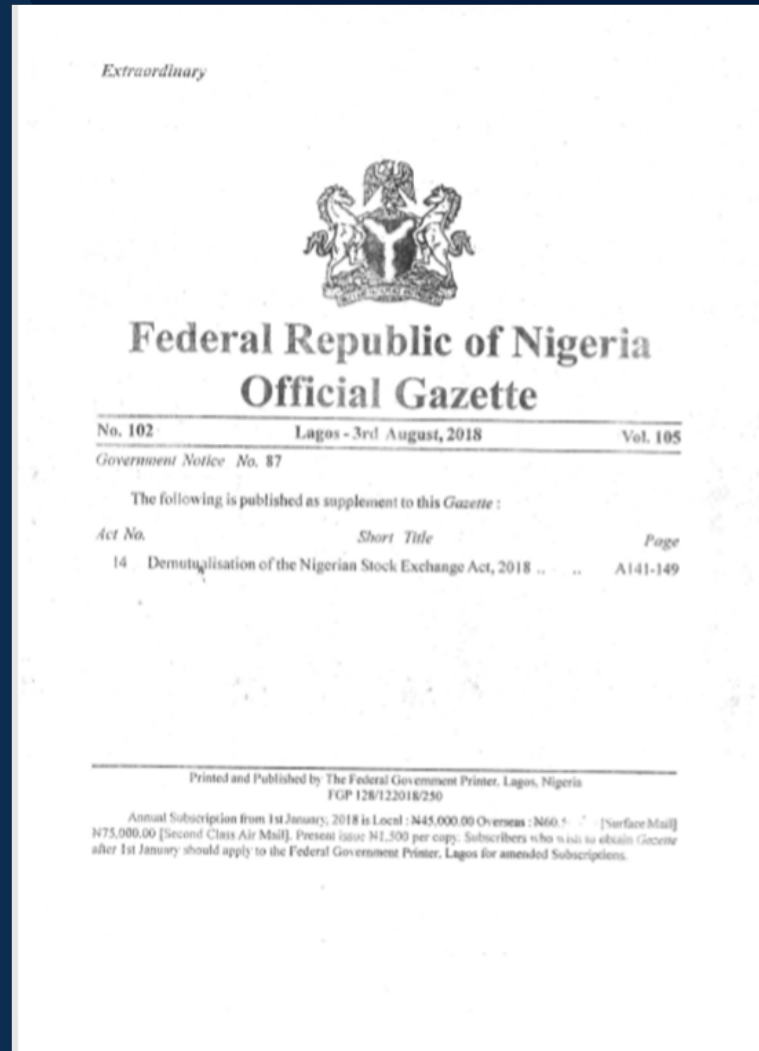 Extraordinary
Federal Republic of Nigeria
Official Gazette
No. 102 Lagos - 3rd August, 2018 Vol. 105
Government Notice No. 87
The following is published as supplement to this Gazette :
Act No. Short Title Page
14 Demutualisation of the Nigerian Stock Exchange Act, 2018 .. .. A141-149
Printed and Published by The Federal Government Printer, Lagos, Nigeria
FGP 128/122018/250
Annual Subscription from 1st January, 2018 is Local : N45,000.00 Overseas : [Surface Mail]
N75,000.00 [Second Class Air Mail]. Present issue N1,500 per copy. Subscribers who wish to obtain Gazette
after 1st January should apply to the Federal Government Printer, Lagos for amended Subscriptions.